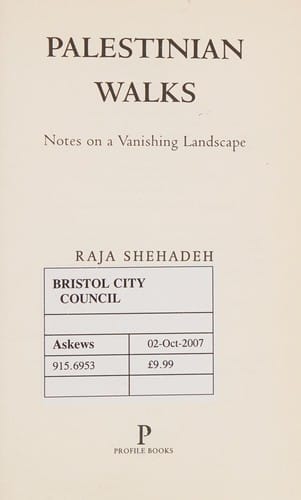 PALESTINIAN
WALKS
Notes on a Vanishing Landscape
RAJA SHEHADEH
BRISTOL CITY
COUNCIL
Askews 02-Oct-2007
915.6953 £9.99
P
PROFILE BOOKS